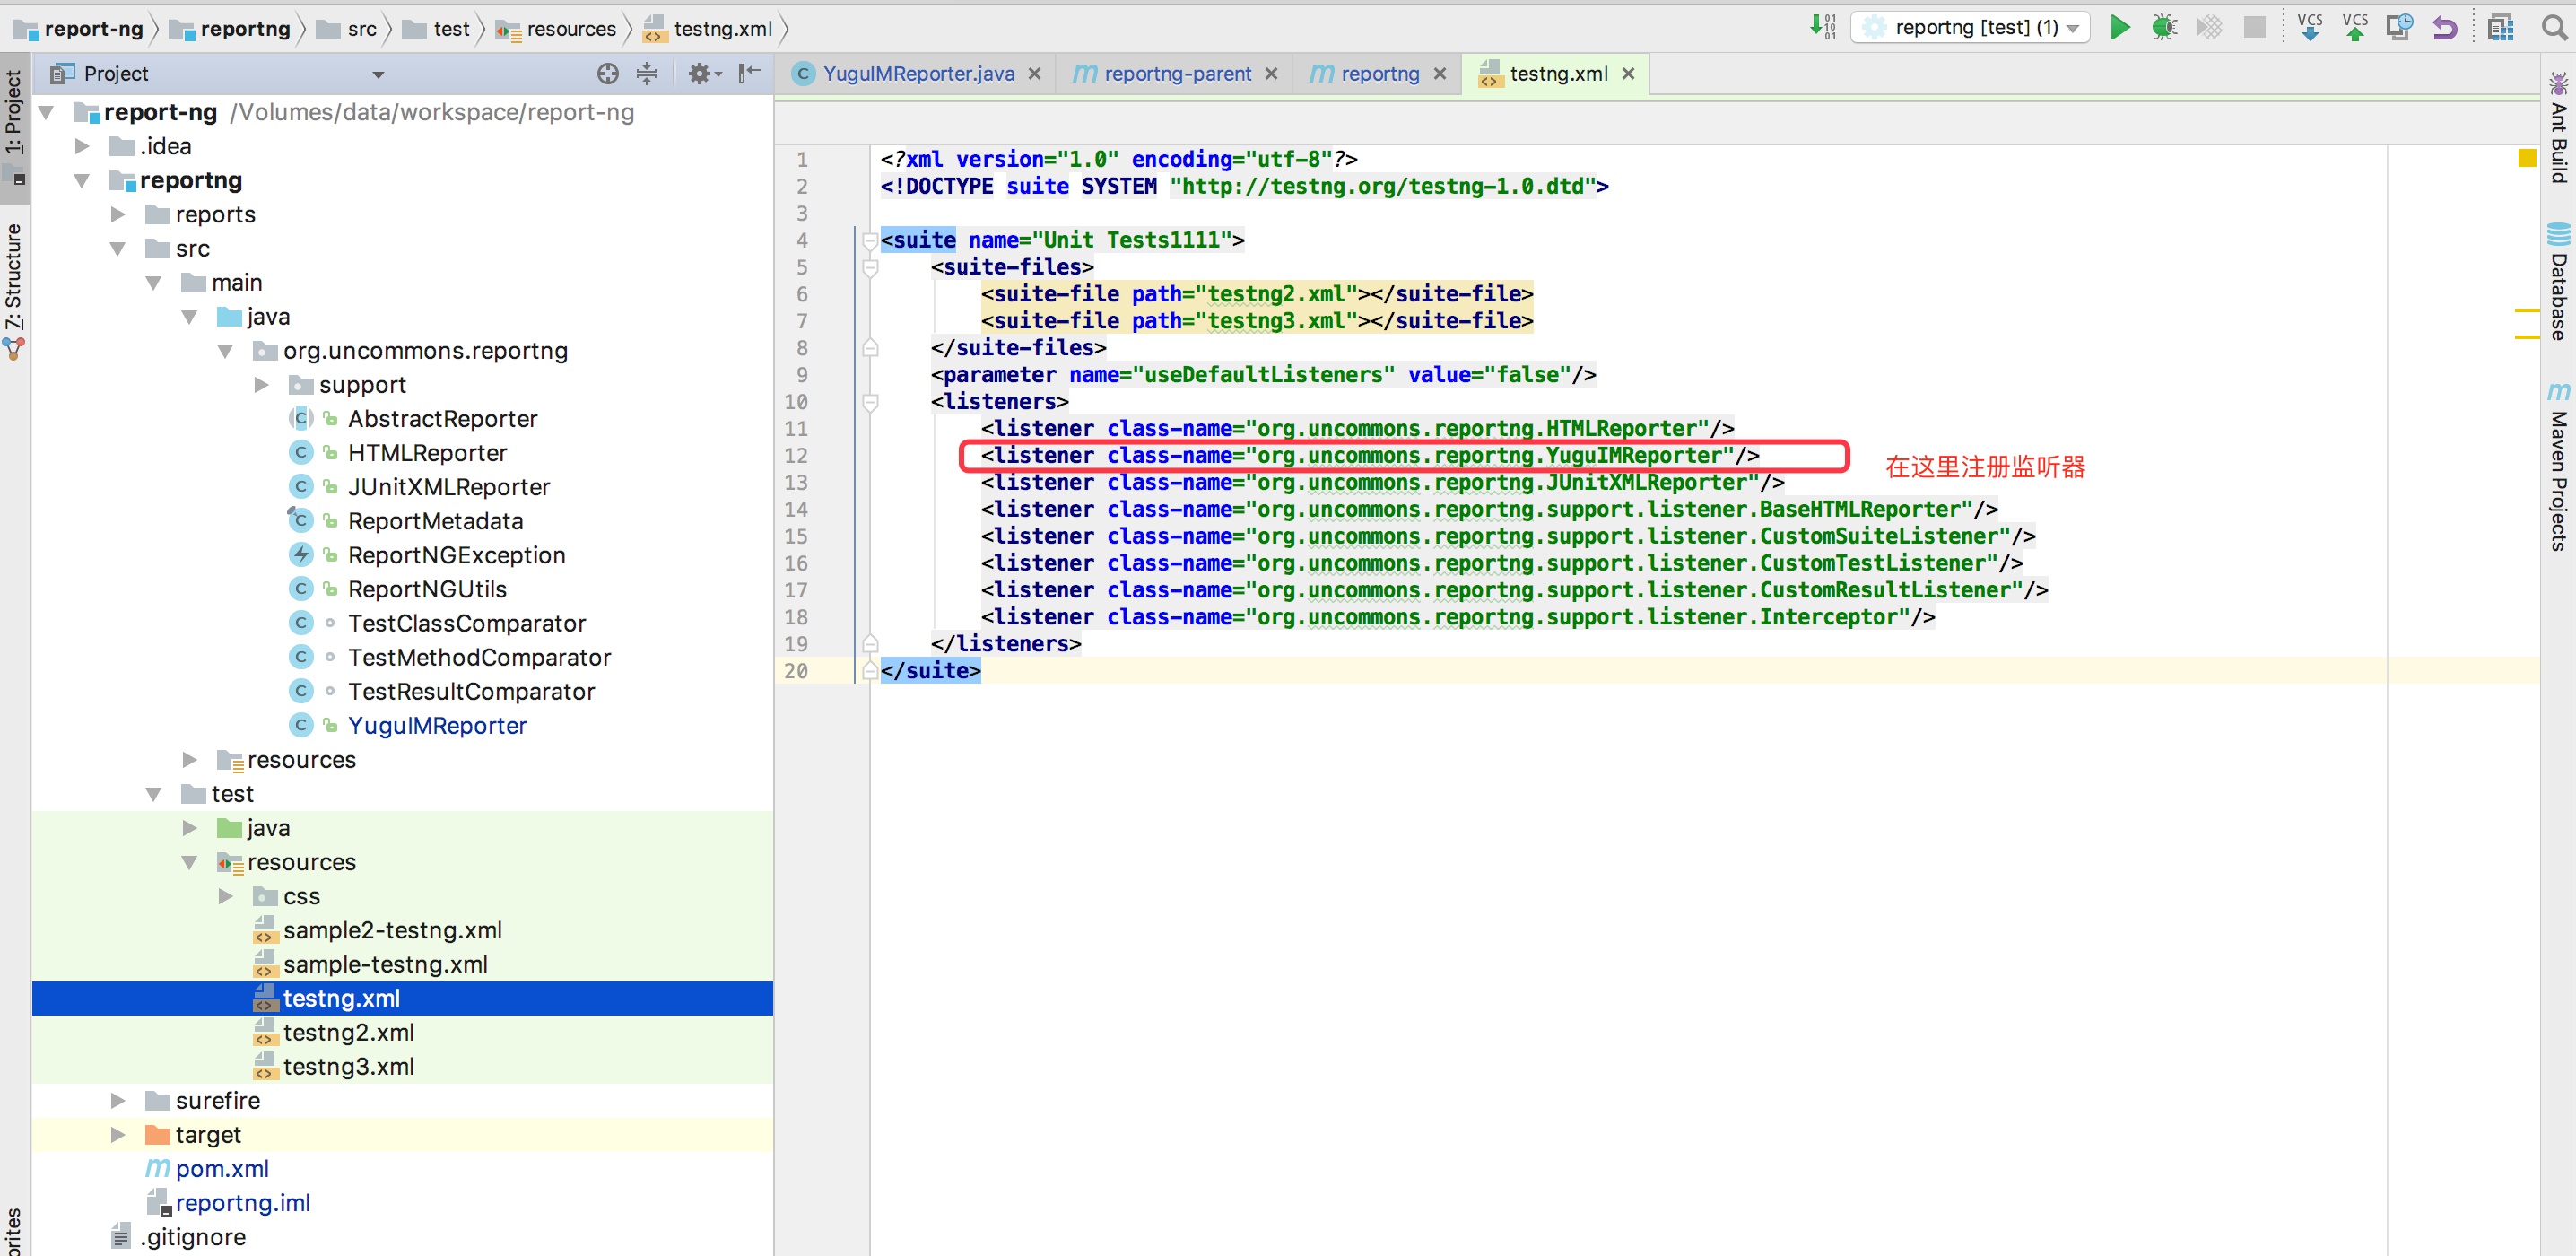 report-ng
reportng
src
test
resources
testng.xml
reportng [test] (1)
VCS
VCS
1: Project
Z: Structure
Project
YuguIMReporter.java
reportng-parent
reportng
testng.xml
report-ng /Volumes/data/workspace/report-ng
.idea
reportng
reports
src
main
java
org.uncommons.reportng
support
AbstractReporter
HTMLReporter
JUnitXMLReporter
ReportMetadata
ReportNGException
ReportNGUtils
TestClassComparator
TestMethodComparator
TestResultComparator
YuguIMReporter
resources
test
java
resources
css
sample2-testng.xml
sample-testng.xml
testng.xml
testng2.xml
testng3.xml
surefire
target
pom.xml
reportng.iml
.gitignore
1 <?xml version="1.0" encoding="utf-8"?>
2 <!DOCTYPE suite SYSTEM "http://testng.org/testng-1.0.dtd">
3
4 <suite name="Unit Tests1111">
5 <suite-files>
6 <suite-file path="testng2.xml"></suite-file>
7 <suite-file path="testng3.xml"></suite-file>
8 </suite-files>
9 <parameter name="useDefaultListeners" value="false"/>
10 <listeners>
11 <listener class-name="org.uncommons.reportng.HTMLReporter"/>
12 <listener class-name="org.uncommons.reportng.YuguIMReporter"/>
在这里注册监听器
13 <listener class-name="org.uncommons.reportng.JUnitXMLReporter"/>
14 <listener class-name="org.uncommons.reportng.support.listener.BaseHTMLReporter"/>
15 <listener class-name="org.uncommons.reportng.support.listener.CustomSuiteListener"/>
16 <listener class-name="org.uncommons.reportng.support.listener.CustomTestListener"/>
17 <listener class-name="org.uncommons.reportng.support.listener.CustomResultListener"/>
18 <listener class-name="org.uncommons.reportng.support.listener.Interceptor"/>
19 </listeners>
20 </suite>
Ant Build
Database
Maven Projects